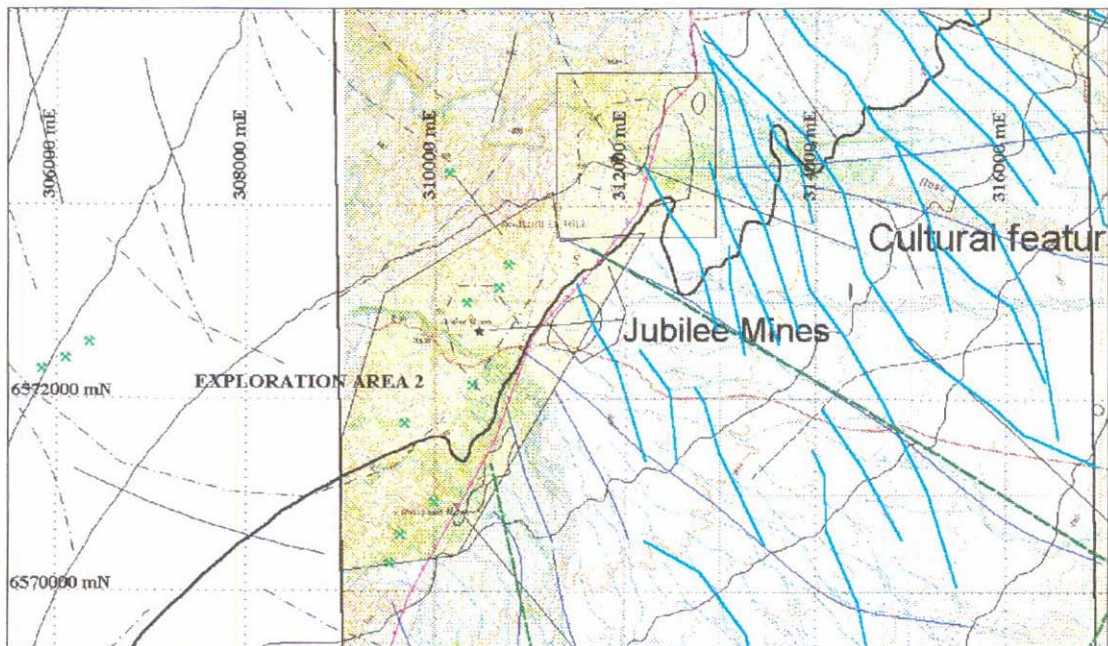 306000 mE
308000 mE
310000 mE
312000 mE
314000 mE
316000 mE
Cultural featur
Jubilee Mines
EXPLORATION AREA 2
6572000 mN
6570000 mN